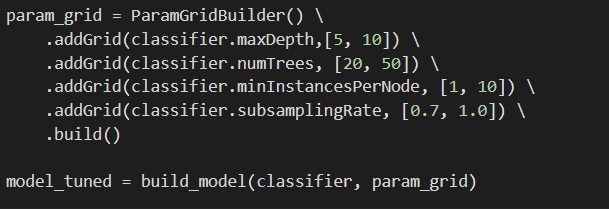 param_grid = ParamGridBuilder() \
    .addGrid(classifier.maxDepth,[5, 10]) \
    .addGrid(classifier.numTrees, [20, 50]) \
    .addGrid(classifier.minInstancesPerNode, [1, 10]) \
    .addGrid(classifier.subsamplingRate, [0.7, 1.0]) \
    .build()

model_tuned = build_model(classifier, param_grid)